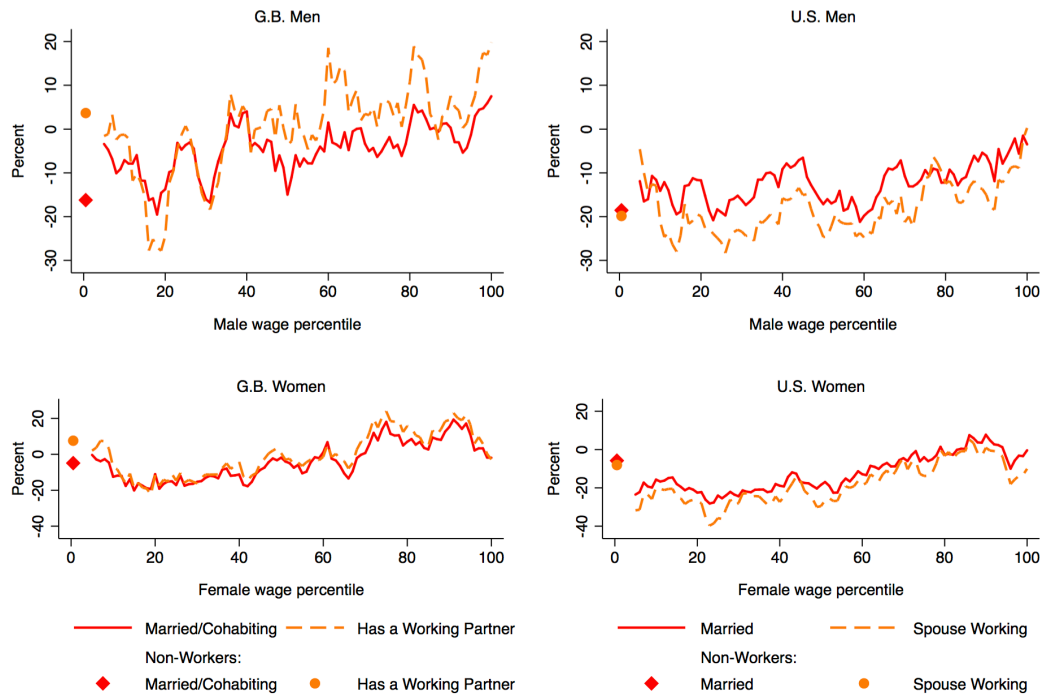 G.B. Men
Percent
20
10
0
-10
-20
-30
0 20 40 60 80 100
Male wage percentile
U.S. Men
Percent
20
10
0
-10
-20
-30
0 20 40 60 80 100
Male wage percentile
G.B. Women
Percent
20
0
-20
-40
0 20 40 60 80 100
Female wage percentile
U.S. Women
Percent
20
0
-20
-40
0 20 40 60 80 100
Female wage percentile
Married/Cohabiting Has a Working Partner
Non-Workers:
Married/Cohabiting Has a Working Partner
Married Spouse Working
Non-Workers:
Married Spouse Working